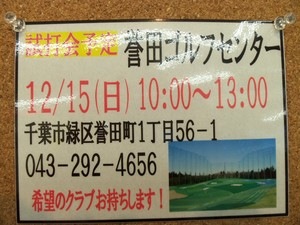 試打会予定 誉田ゴルフセンター
12/15(日) 10:00〜13:00
千葉市緑区誉田町1丁目56-1
043-292-4656
希望のクラブお持ちします!